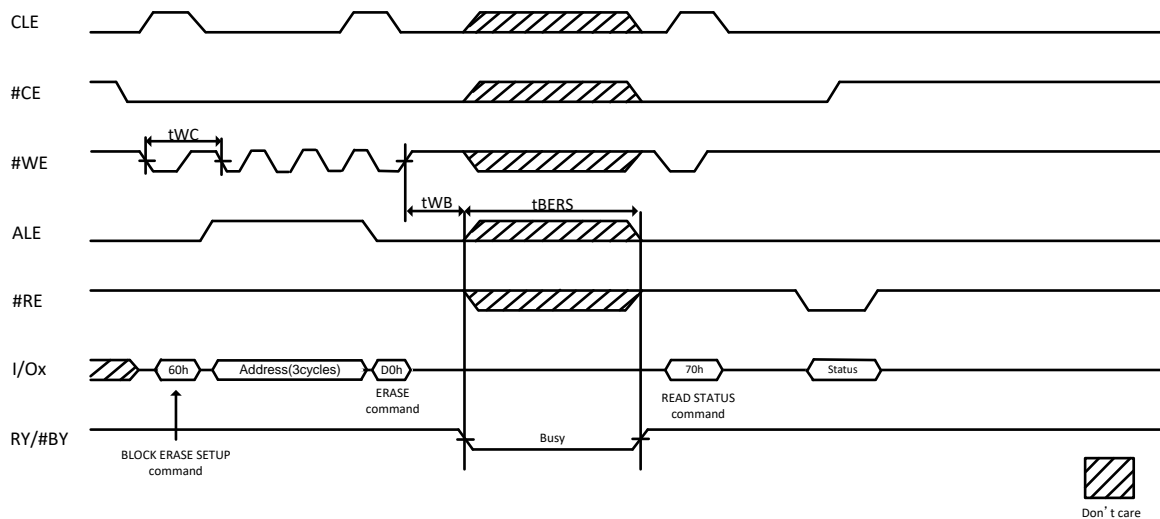 CLE
#CE
tWC
#WE
tWB
tBERS
ALE
#RE
I/Ox
60h
Address(3cycles)
D0h
70h
Status
ERASE
command
READ STATUS
command
RY/#BY
Busy
BLOCK ERASE SETUP
command
Don’t care